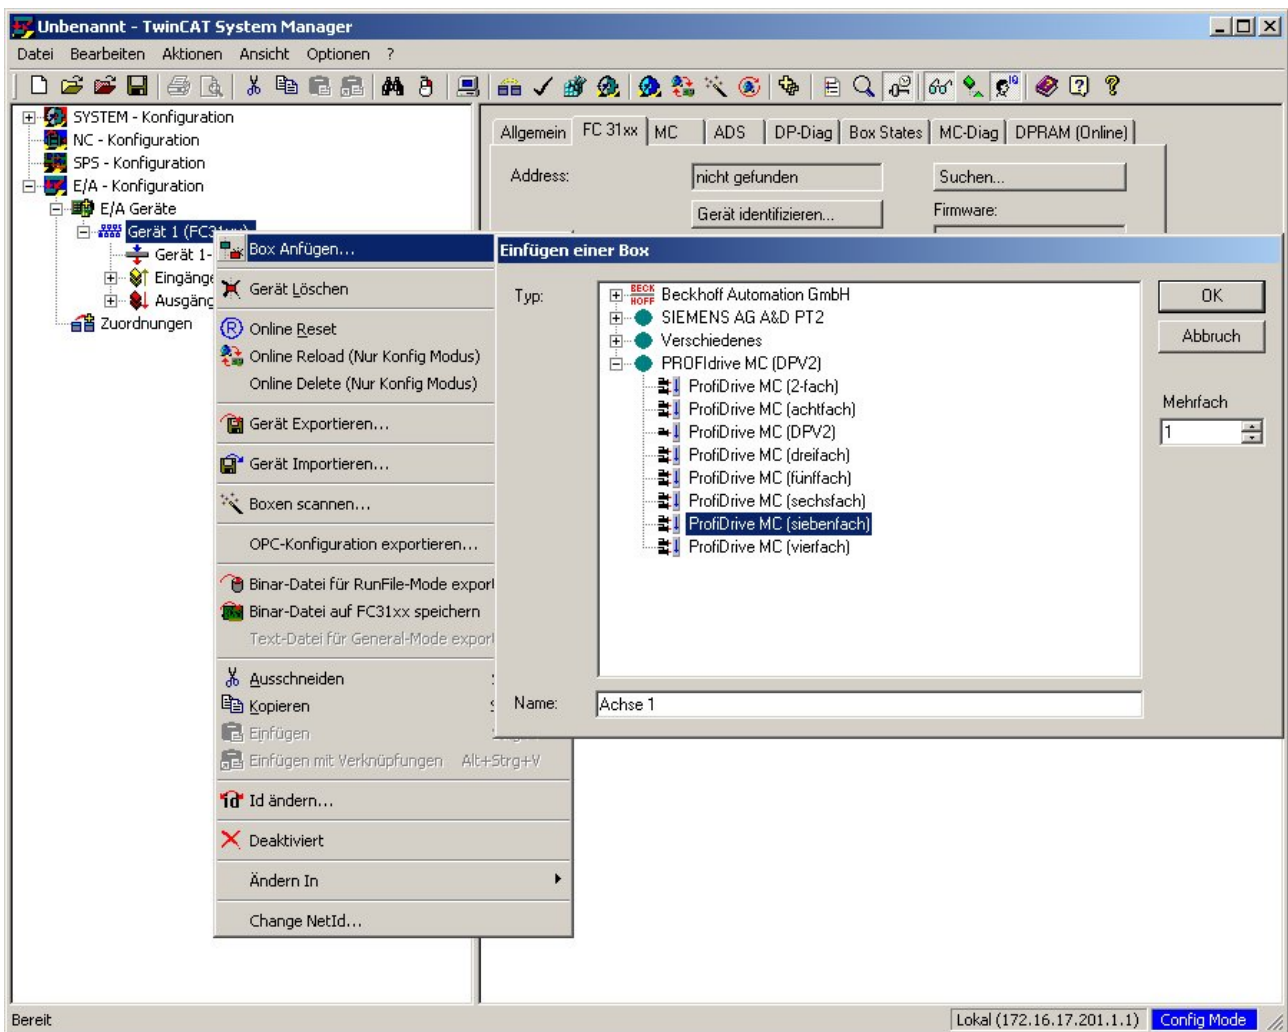 Unbenannt - TwinCAT System Manager
Datei Bearbeiten Aktionen Ansicht Optionen ?
SYSTEM - Konfiguration
NC - Konfiguration
SPS - Konfiguration
E/A - Konfiguration
E/A Geräte
Gerät 1 (FC31xx)
Gerät 1-
Eingänge
Ausgäng
Zuordnungen
Allgemein FC 31xx MC ADS DP-Diag Box States MC-Diag DPRAM (Online)
Address: nicht gefunden Suchen...
Gerät identifizieren... Firmware:
Box Anfügen...
Gerät Löschen
Online Reset
Online Reload (Nur Konfig Modus)
Online Delete (Nur Konfig Modus)
Gerät Exportieren...
Gerät Importieren...
Boxen scannen...
OPC-Konfiguration exportieren...
Binar-Datei für RunFile-Mode export
Binar-Datei auf FC31xx speichern
Text-Datei für General-Mode export
Ausschneiden
Kopieren
Einfügen
Einfügen mit Verknüpfungen Alt+Strg+V
Id ändern...
Deaktiviert
Ändern In
Change NetId...
Einfügen einer Box
Typ:
BECK
HOFF
Beckhoff Automation GmbH
SIEMENS AG A&D PT2
Verschiedenes
PROFIdrive MC (DPV2)
ProfiDrive MC (2-fach)
ProfiDrive MC (achtfach)
ProfiDrive MC (DPV2)
ProfiDrive MC (dreifach)
ProfiDrive MC (fünffach)
ProfiDrive MC (sechsfach)
ProfiDrive MC (siebenfach)
ProfiDrive MC (vierfach)
OK
Abbruch
Mehrfach
1
Name: Achse 1
Bereit
Lokal (172.16.17.201.1.1) Config Mode